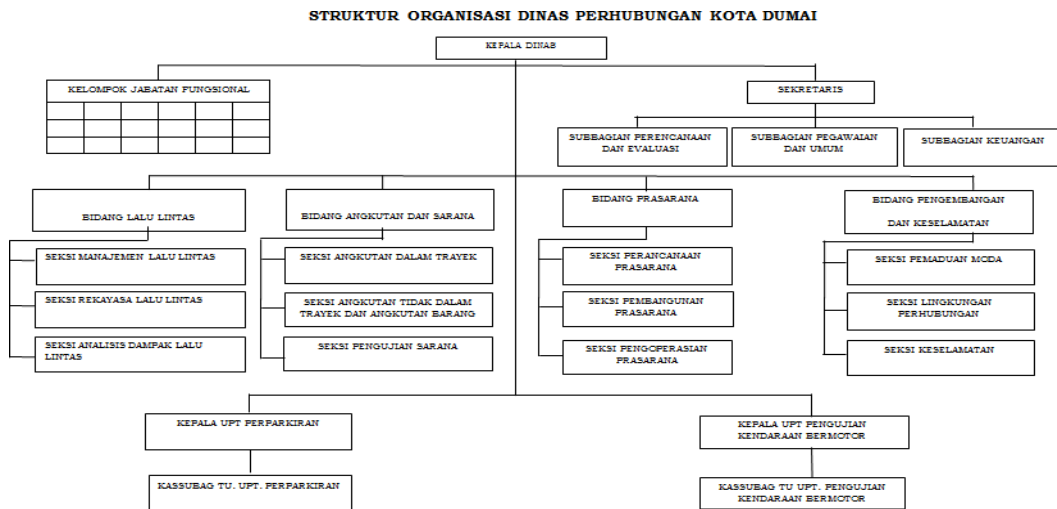 STRUKTUR ORGANISASI DINAS PERHUBUNGAN KOTA DUMAI
KEPALA DINAS
KELOMPOK JABATAN FUNGSIONAL
SEKRETARIS
SUBBAGIAN PERENCANAAN
DAN EVALUASI
SUBBAGIAN PEGAWAIAN
DAN UMUM
SUBBAGIAN KEUANGAN
BIDANG LALU LINTAS
BIDANG ANGKUTAN DAN SARANA
BIDANG PRASARANA
BIDANG PENGEMBANGAN
DAN KESELAMATAN
SEKSI MANAJEMEN LALU LINTAS
SEKSI ANGKUTAN DALAM TRAYEK
SEKSI PERANCANAAN
PRASARANA
SEKSI PEMADUAN MODA
SEKSI REKAYASA LALU LINTAS
SEKSI ANGKUTAN TIDAK DALAM
TRAYEK DAN ANGKUTAN BARANG
SEKSI PEMBANGUNAN
PRASARANA
SEKSI LINGKUNGAN
PERHUBUNGAN
SEKSI ANALISIS DAMPAK LALU
LINTAS
SEKSI PENGUJIAN SARANA
SEKSI PENGOPERASIAN
PRASARANA
SEKSI KESELAMATAN
KEPALA UPT PERPARKIRAN
KEPALA UPT PENGUJIAN
KENDARAAN BERMOTOR
KASSUBAG TU. UPT. PERPARKIRAN
KASSUBAG TU UPT. PENGUJIAN
KENDARAAN BERMOTOR